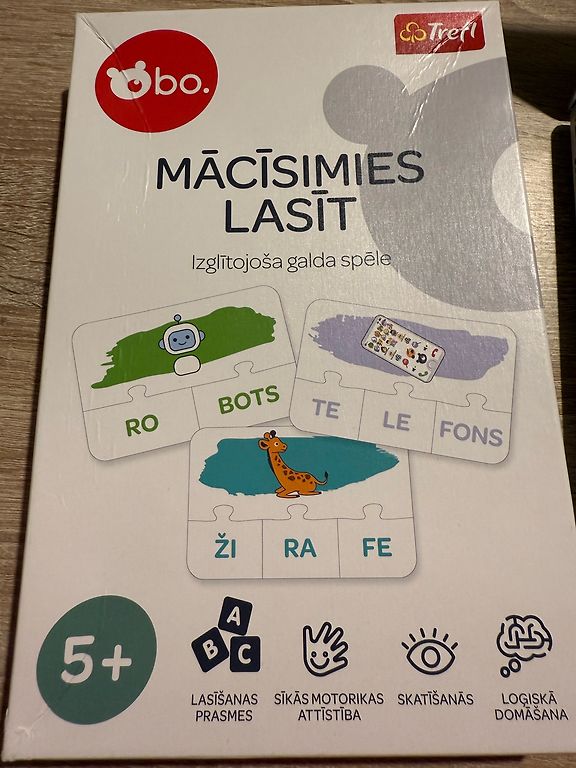 bo.
Trefl
MĀCĪSIMIES
LASĪT
Izglītojoša galda spēle
RO BOTS
TE LE FONS
ŽI RA FE
5+
A
B C
LASĪŠANAS
PRASMES
SĪKĀS MOTORIKAS
ATTĪSTĪBA
SKATĪŠANĀS
LOĢISKĀ
DOMĀŠANA